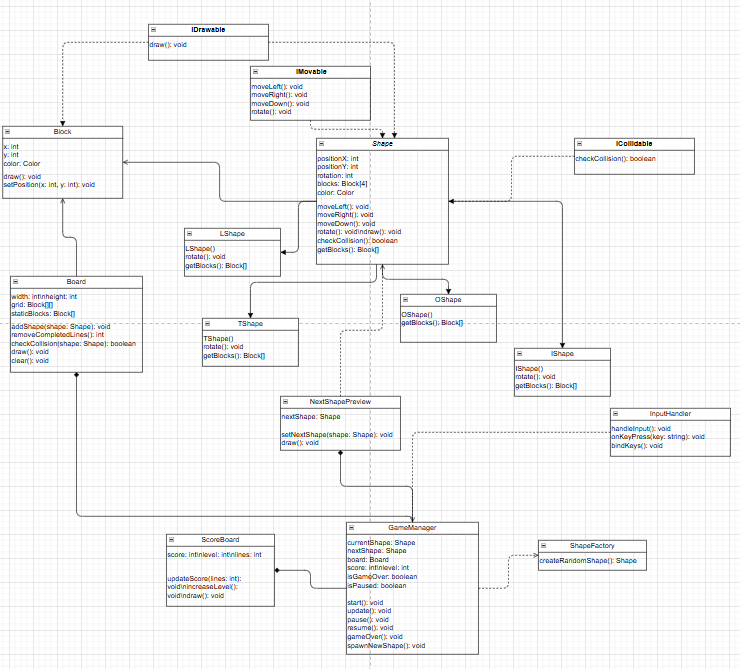 IDrawable
draw(): void
IMovable
moveLeft(): void
moveRight(): void
moveDown(): void
rotate(): void
Block
x: int
y: int
color: Color
draw(): void
setPosition(x: int, y: int): void
Shape
positionX: int
positionY: int
rotation: int
blocks: Block[4]
color: Color
moveLeft(): void
moveRight(): void
moveDown(): void
rotate(): void\ndraw(): void
checkCollision(): boolean
getBlocks(): Block[]
ICollidable
checkCollision(): boolean
LShape
LShape()
rotate(): void
getBlocks(): Block[]
Board
width: int\nheight: int
grid: Block[][]
staticBlocks: Block[]
addShape(shape: Shape): void
removeCompletedLines(): int
checkCollision(shape: Shape): boolean
draw(): void
clear(): void
TShape
TShape()
rotate(): void
getBlocks(): Block[]
OShape
OShape()
getBlocks(): Block[]
IShape
IShape()
rotate(): void
getBlocks(): Block[]
NextShapePreview
nextShape: Shape
setNextShape(shape: Shape): void
draw(): void
InputHandler
handleInput(): void
onKeyPress(key: string): void
bindKeys(): void
ScoreBoard
score: int\nlevel: int\nlines: int
updateScore(lines: int):
void\nincreaseLevel():
void\ndraw(): void
GameManager
currentShape: Shape
nextShape: Shape
board: Board
score: int\nlevel: int
isGameOver: boolean
isPaused: boolean
start(): void
update(): void
pause(): void
resume(): void
gameOver(): void
spawnNewShape(): void
ShapeFactory
createRandomShape(): Shape